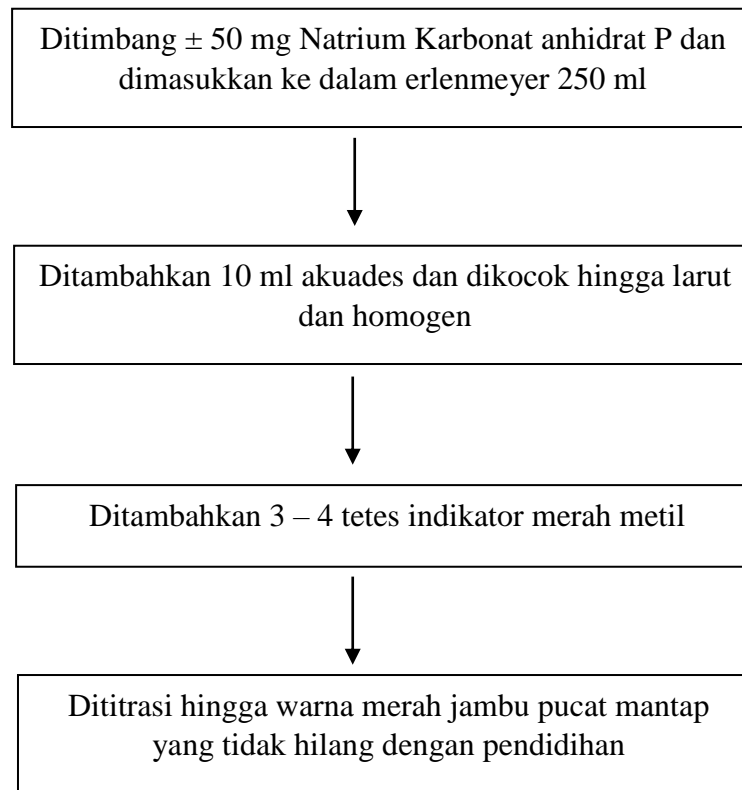 Ditimbang ± 50 mg Natrium Karbonat anhidrat P dan
dimasukkan ke dalam erlenmeyer 250 ml
Ditambahkan 10 ml akuades dan dikocok hingga larut
dan homogen
Ditambahkan 3 – 4 tetes indikator merah metil
Dititrasi hingga warna merah jambu pucat mantap
yang tidak hilang dengan pendidihan